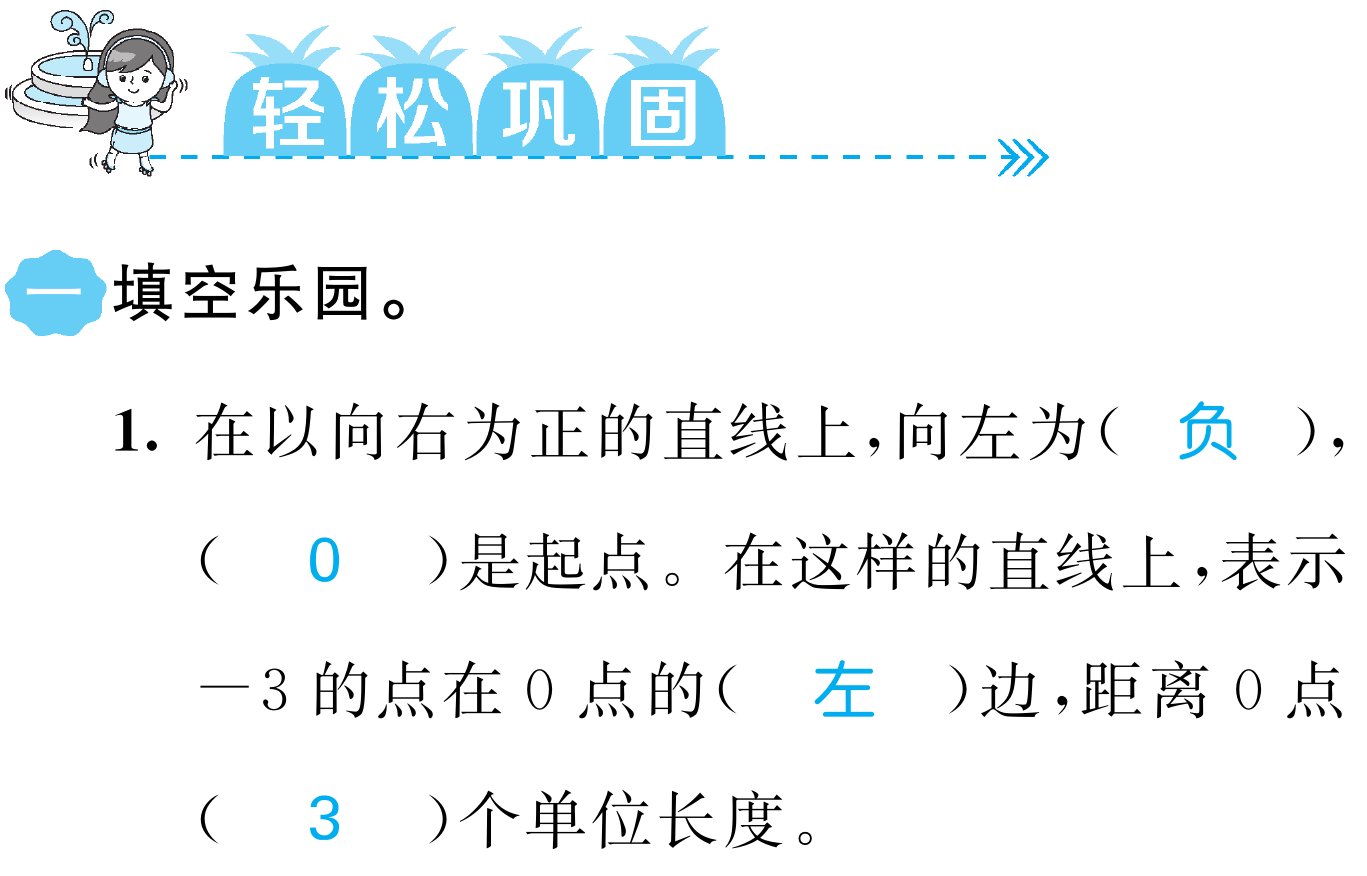 轻松巩固
一 填空乐园。
1. 在以向右为正的直线上,向左为( 负 ),
( 0 )是起点。在这样的直线上,表示
－3 的点在 0 点的( 左 )边,距离 0 点
( 3 )个单位长度。